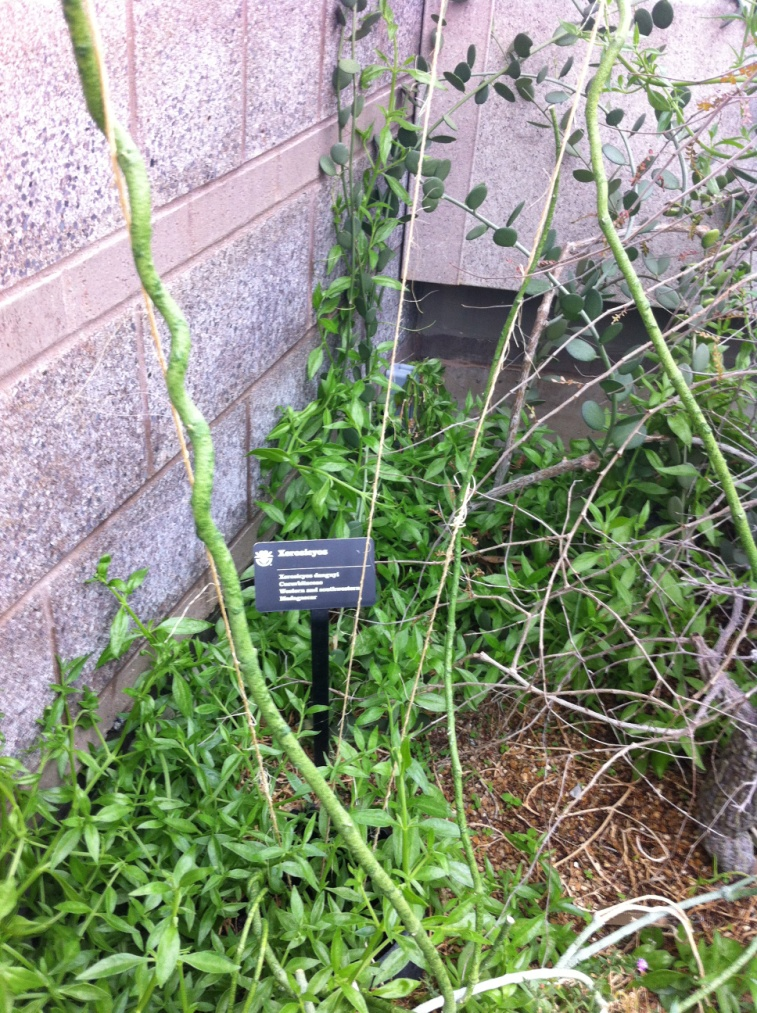 Xerosicyos
Xerosicyos danguyi
Cucurbitaceae
Western and southwestern
Madagascar